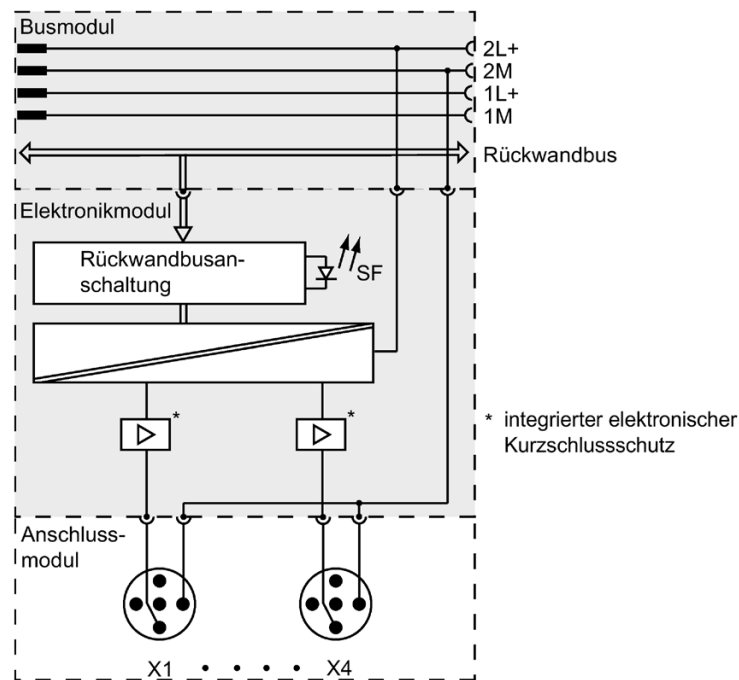 Busmodul
2L+
2M
1L+
1M
Rückwandbus
Elektronikmodul
Rückwandbusan-
schaltung
SF
*
*
* integrierter elektronischer
Kurzschlussschutz
Anschluss-
modul
X1 • • • • X4